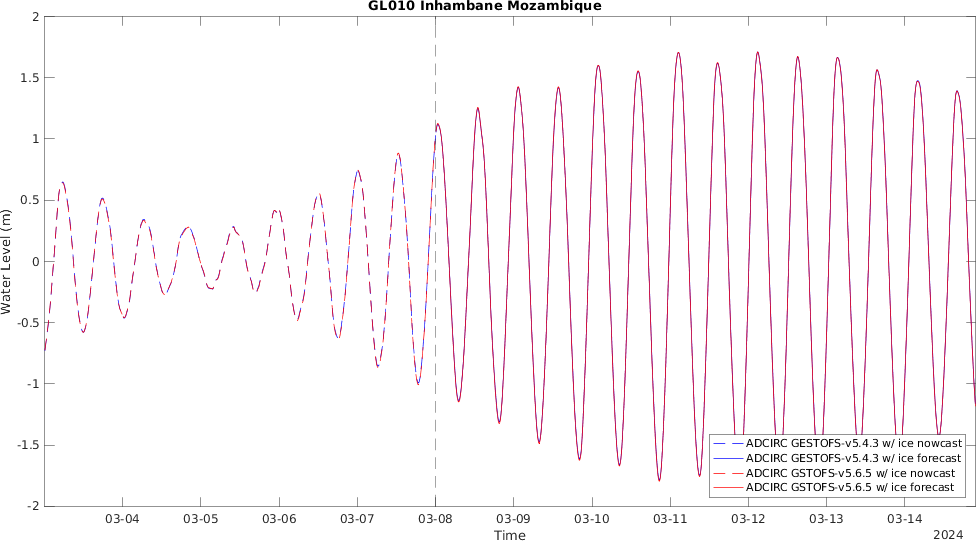 GL010 Inhambane Mozambique
2
1.5
1
0.5
0
-0.5
-1
-1.5
-2
Water Level (m)
03-04 03-05 03-06 03-07 03-08 03-09 03-10 03-11 03-12 03-13 03-14
Time
2024
ADCIRC GESTOFS-v5.4.3 w/ ice nowcast
ADCIRC GESTOFS-v5.4.3 w/ ice forecast
ADCIRC GSTOFS-v5.6.5 w/ ice nowcast
ADCIRC GSTOFS-v5.6.5 w/ ice forecast